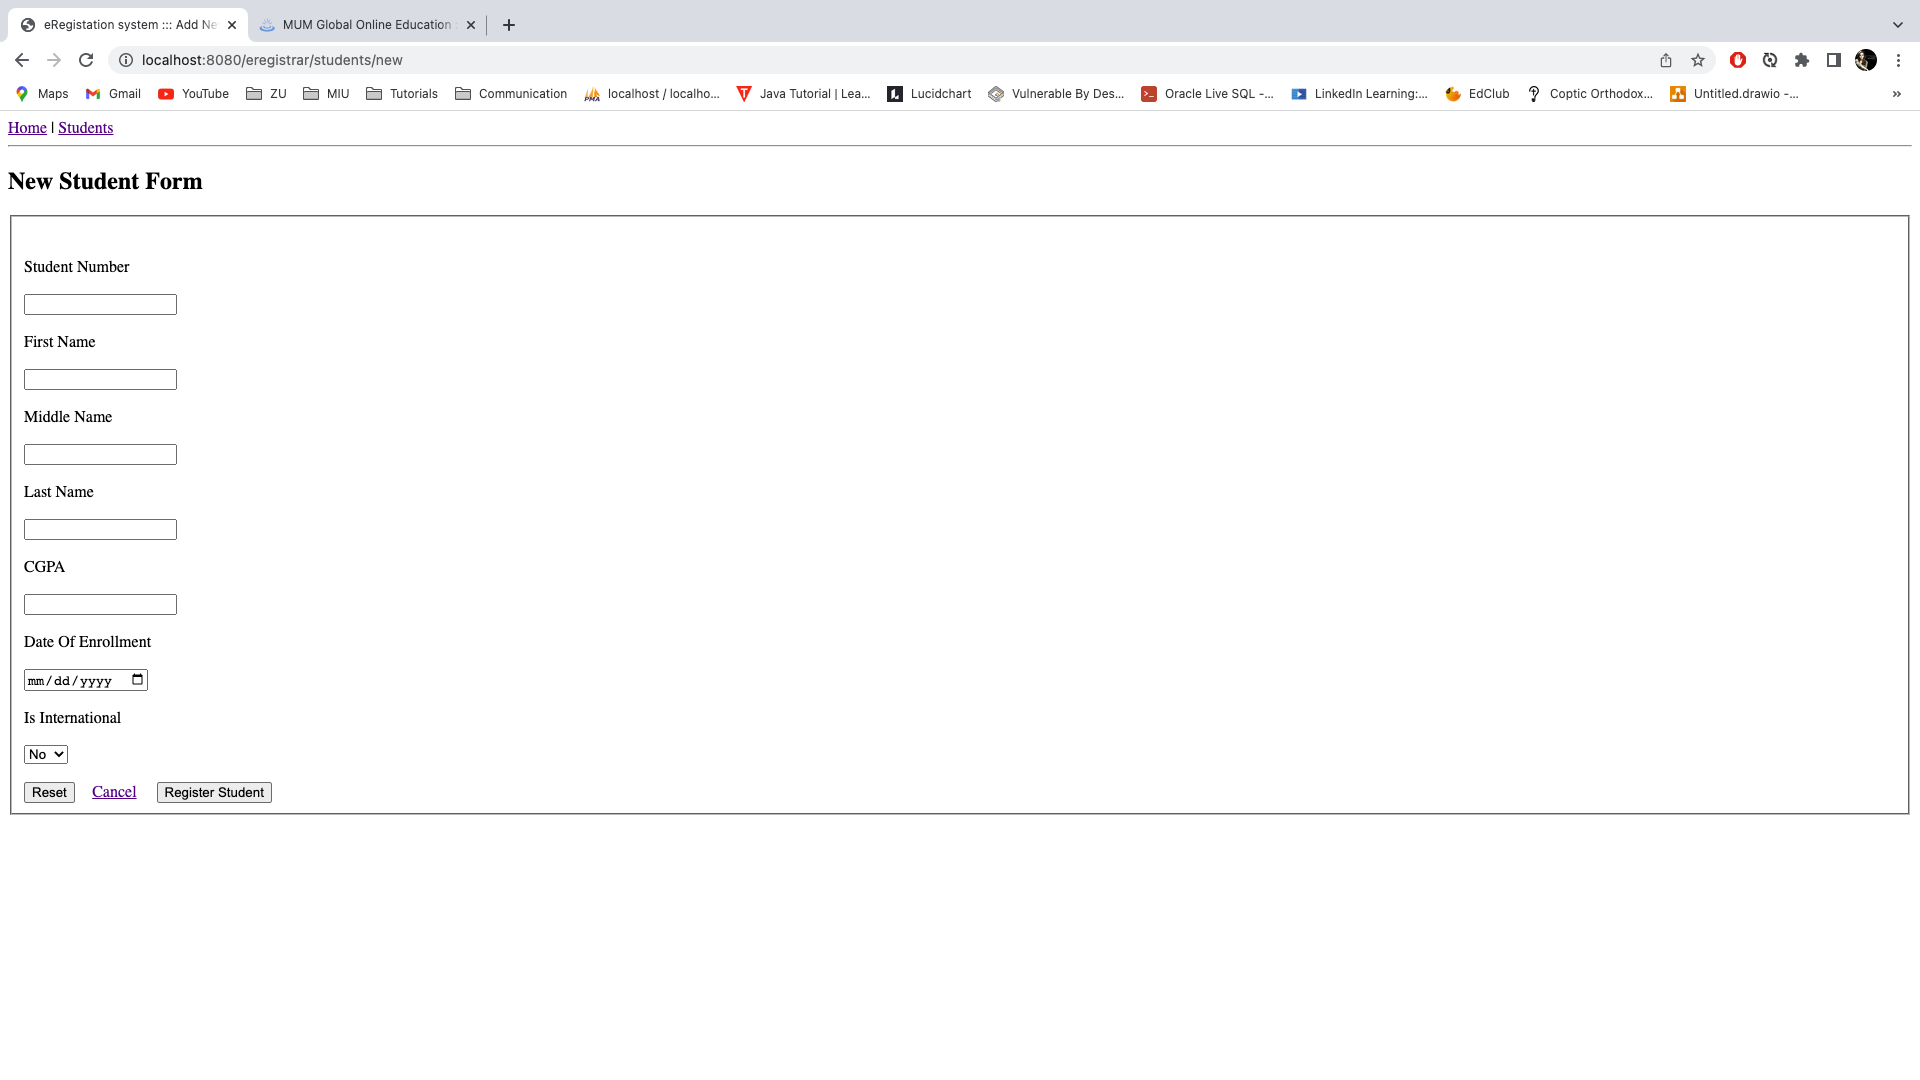 eRegistation system ::: Add Ne
MUM Global Online Education
localhost:8080/eregistrar/students/new
Maps Gmail YouTube ZU MIU Tutorials Communication localhost / localho... Java Tutorial | Lea... Lucidchart Vulnerable By Des... Oracle Live SQL -... LinkedIn Learning:... EdClub Coptic Orthodox... Untitled.drawio -... »
Home | Students
New Student Form
Student Number
First Name
Middle Name
Last Name
CGPA
Date Of Enrollment
mm/dd/yyyy
Is International
No
Reset Cancel Register Student